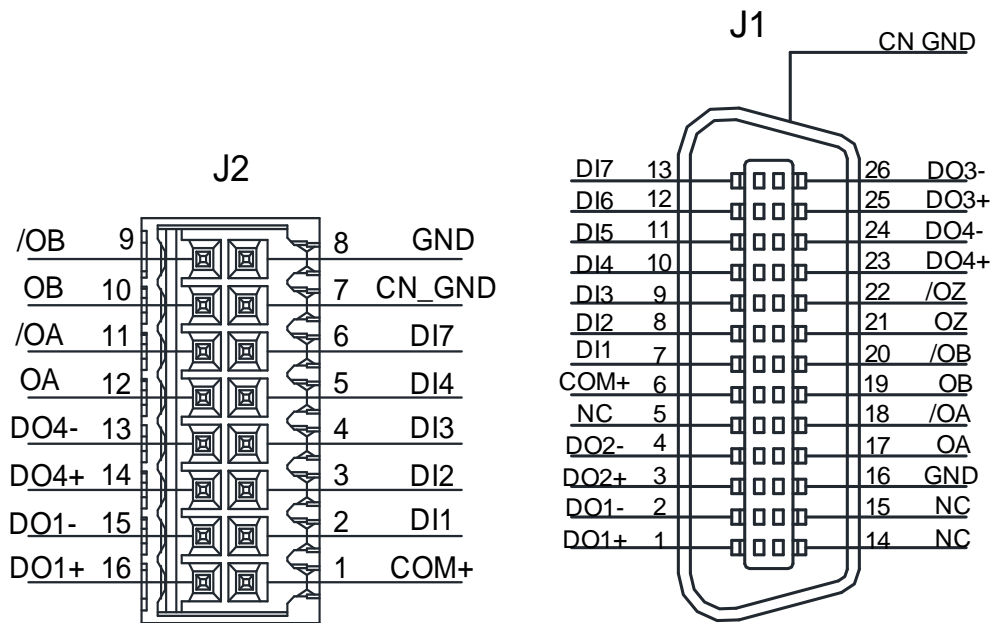 J2
/OB 9 8 GND
OB 10 7 CN_GND
/OA 11 6 DI7
OA 12 5 DI4
DO4- 13 4 DI3
DO4+ 14 3 DI2
DO1- 15 2 DI1
DO1+ 16 1 COM+
J1
CN GND
DI7 13 26 DO3-
DI6 12 25 DO3+
DI5 11 24 DO4-
DI4 10 23 DO4+
DI3 9 22 /OZ
DI2 8 21 OZ
DI1 7 20 /OB
COM+ 6 19 OB
NC 5 18 /OA
DO2- 4 17 OA
DO2+ 3 16 GND
DO1- 2 15 NC
DO1+ 1 14 NC